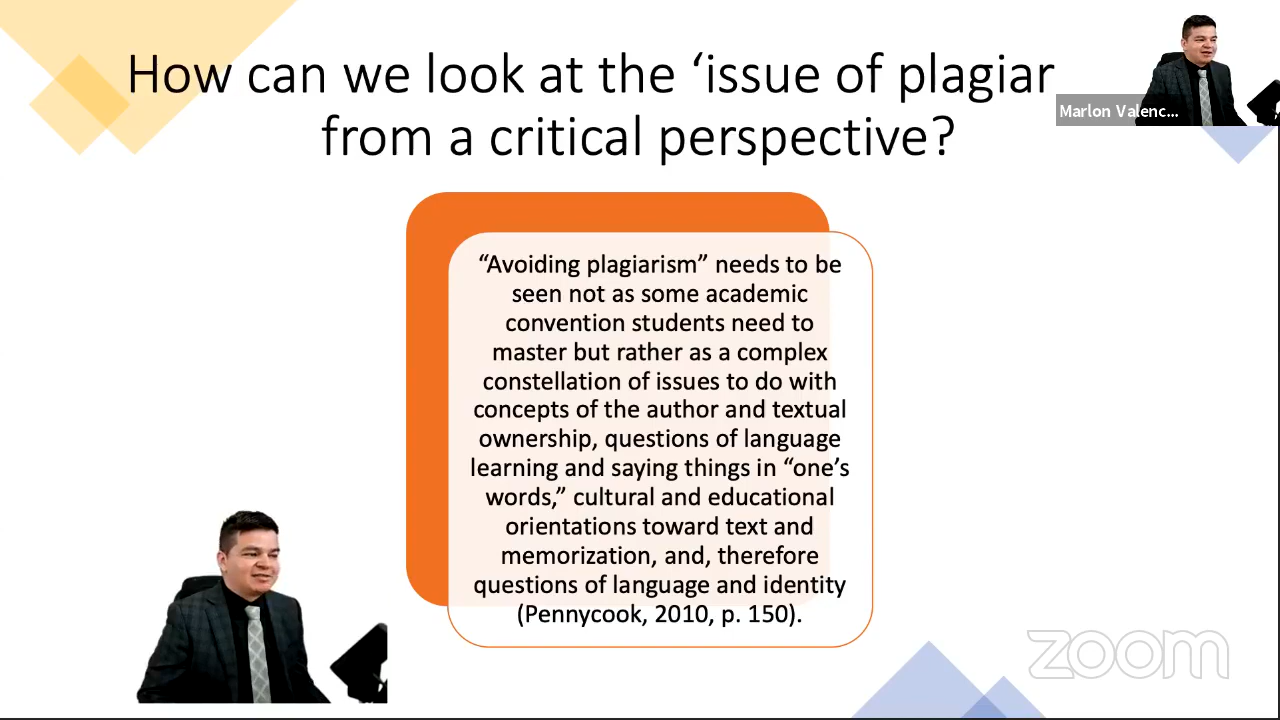 How can we look at the ‘issue of plagiar
from a critical perspective?
Marlon Valenc...
“Avoiding plagiarism” needs to be
seen not as some academic
convention students need to
master but rather as a complex
constellation of issues to do with
concepts of the author and textual
ownership, questions of language
learning and saying things in “one’s
words,” cultural and educational
orientations toward text and
memorization, and, therefore
questions of language and identity
(Pennycook, 2010, p. 150).
zoom